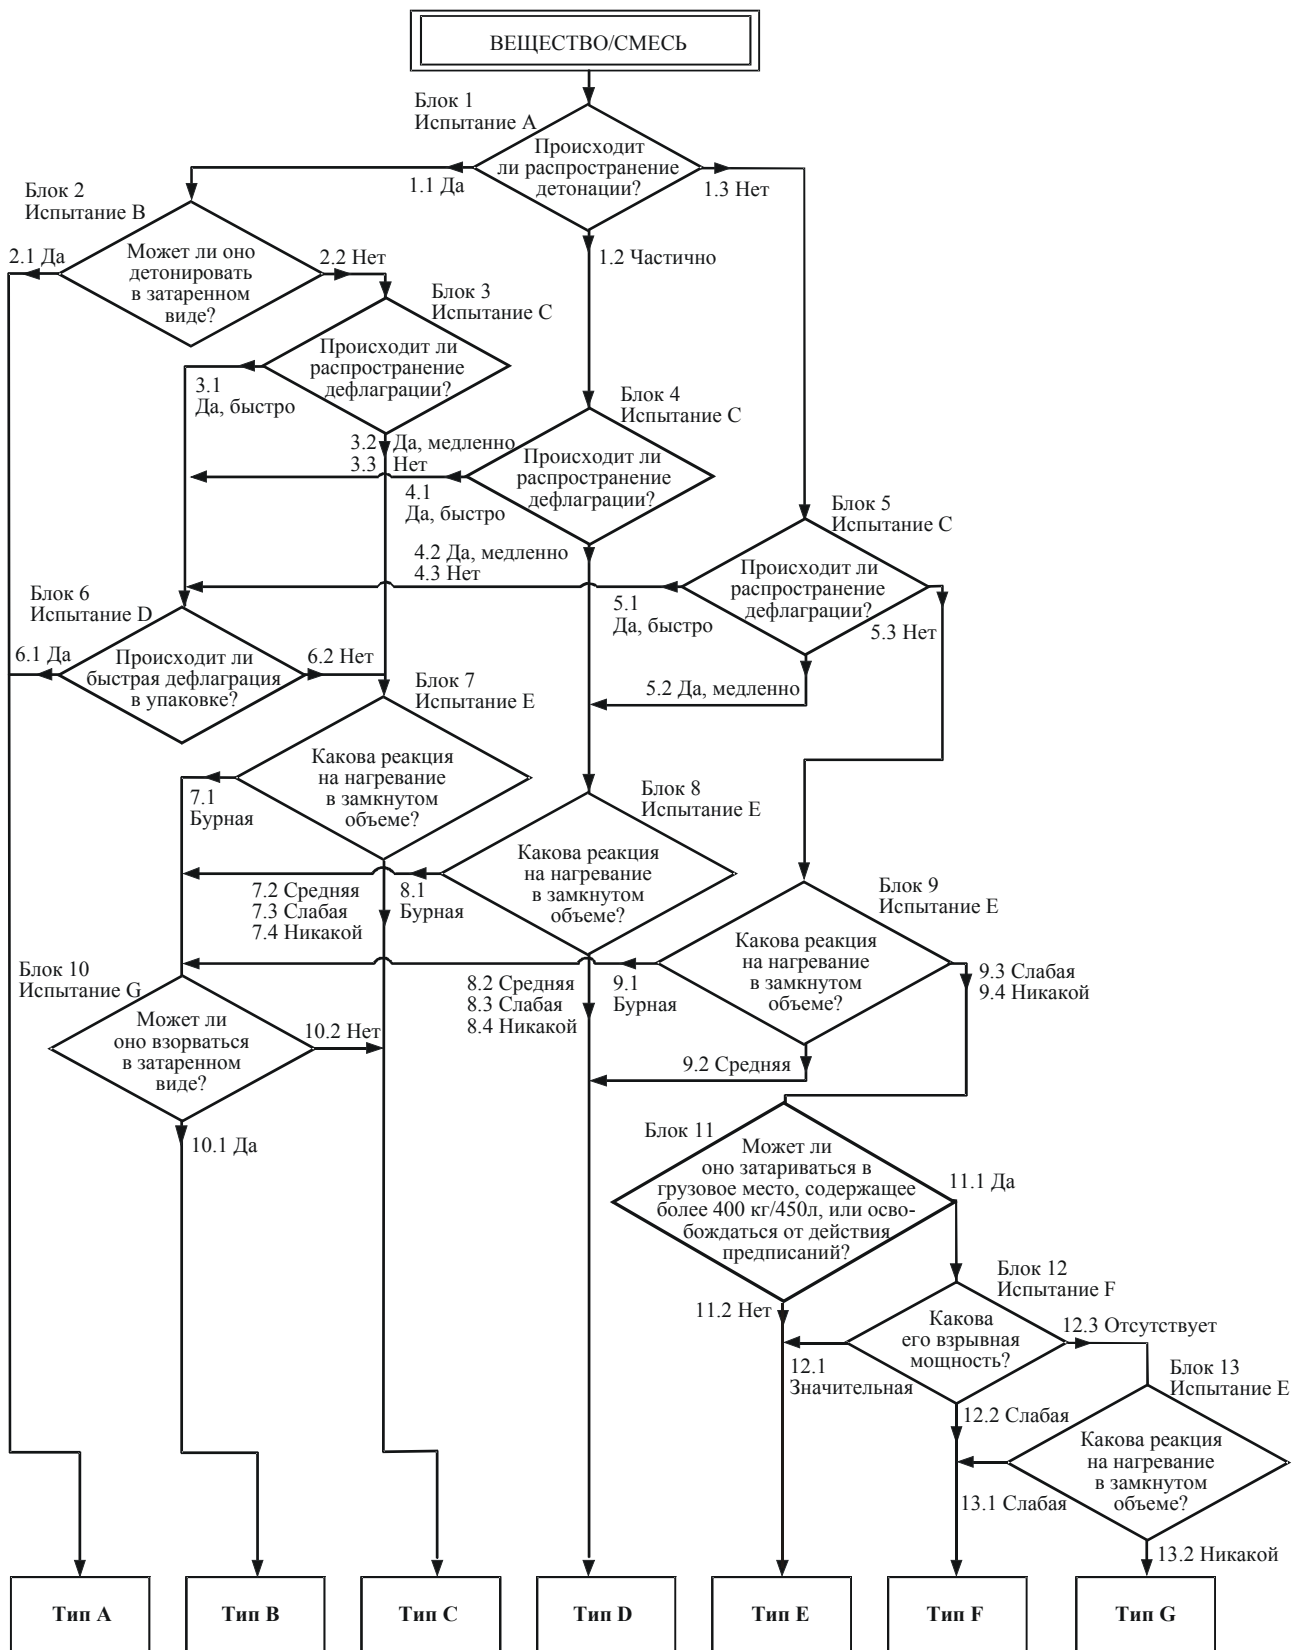 ВЕЩЕСТВО/СМЕСЬ
Блок 1
Испытание A
Происходит
ли распространение
детонации?
1.1 Да
1.3 Нет
Блок 2
Испытание B
1.2 Частично
2.1 Да
Может ли оно
детонировать
в затаренном
виде?
2.2 Нет
Блок 3
Испытание C
Происходит ли
распространение
дефлаграции?
3.1
Да, быстро
Блок 4
Испытание C
3.2 Да, медленно
3.3 Нет
Происходит ли
распространение
дефлаграции?
4.1
Да, быстро
Блок 5
Испытание C
4.2 Да, медленно
4.3 Нет
Происходит ли
распространение
дефлаграции?
5.1
Да, быстро
5.3 Нет
Блок 6
Испытание D
6.1 Да
Происходит ли
быстрая дефлаграция
в упаковке?
6.2 Нет
5.2 Да, медленно
Блок 7
Испытание E
Какова реакция
на нагревание
в замкнутом
объеме?
7.1
Бурная
Блок 8
Испытание E
Какова реакция
на нагревание
в замкнутом
объеме?
7.2 Средняя
7.3 Слабая
7.4 Никакой
8.1
Бурная
Блок 9
Испытание E
Какова реакция
на нагревание
в замкнутом
объеме?
9.3 Слабая
9.4 Никакой
8.2 Средняя
8.3 Слабая
8.4 Никакой
9.1
Бурная
Блок 10
Испытание G
Может ли
оно взорваться
в затаренном
виде?
10.2 Нет
9.2 Средняя
10.1 Да
Блок 11
Может ли
оно затариваться в
грузовое место, содержащее
более 400 кг/450л, или осво-
бождаться от действия
предписаний?
11.1 Да
11.2 Нет
Блок 12
Испытание F
Какова
его взрывная
мощность?
12.3 Отсутствует
12.1
Значительная
12.2 Слабая
Блок 13
Испытание E
Какова реакция
на нагревание
в замкнутом
объеме?
13.1 Слабая
13.2 Никакой
Тип A
Тип B
Тип C
Тип D
Тип E
Тип F
Тип G